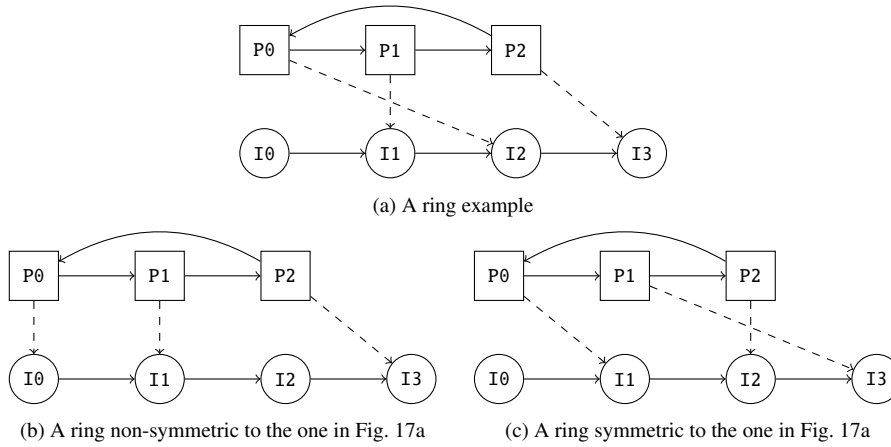 P0 P1 P2
I0 I1 I2 I3
(a) A ring example
P0 P1 P2
I0 I1 I2 I3
(b) A ring non-symmetric to the one in Fig. 17a
P0 P1 P2
I0 I1 I2 I3
(c) A ring symmetric to the one in Fig. 17a